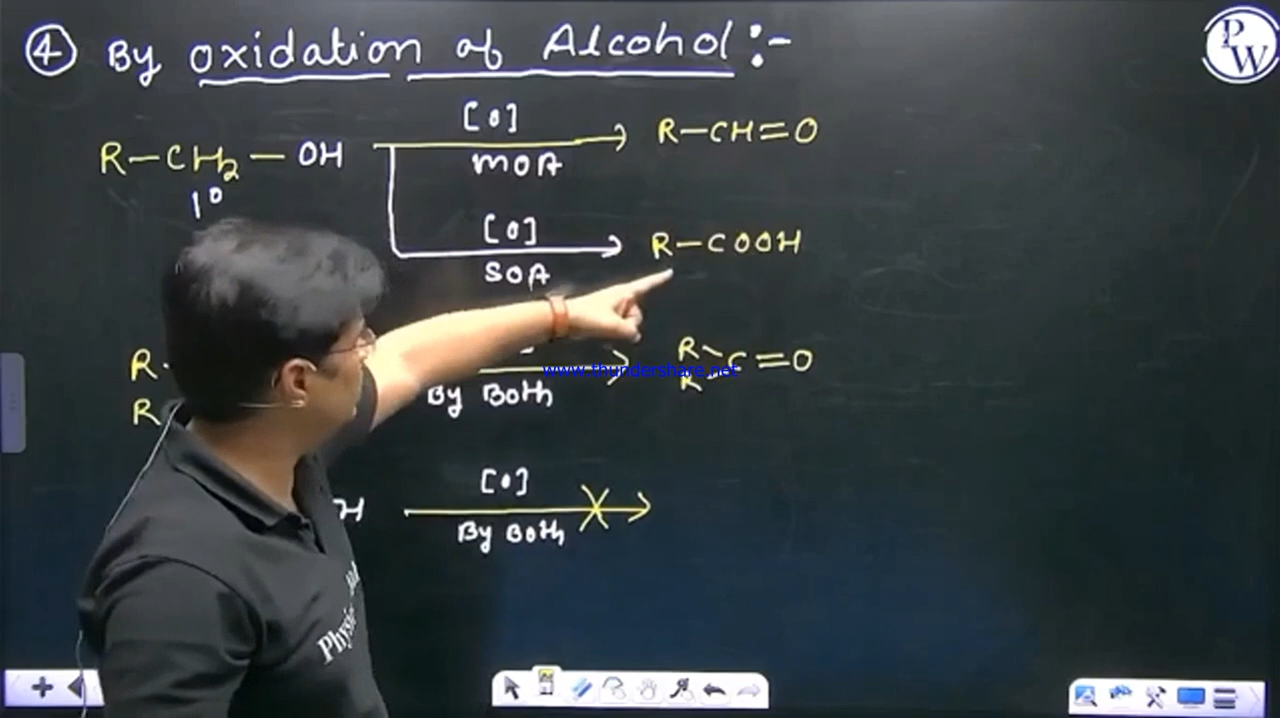 ④ By oxidation of Alcohol :-
PW
[O]
R-CH₂-OH MOA R-CH=O
1°
[O]
SOA R-COOH
R R C=O
R By Both R
www.thundershare.net
[O]
H By Both
Physics